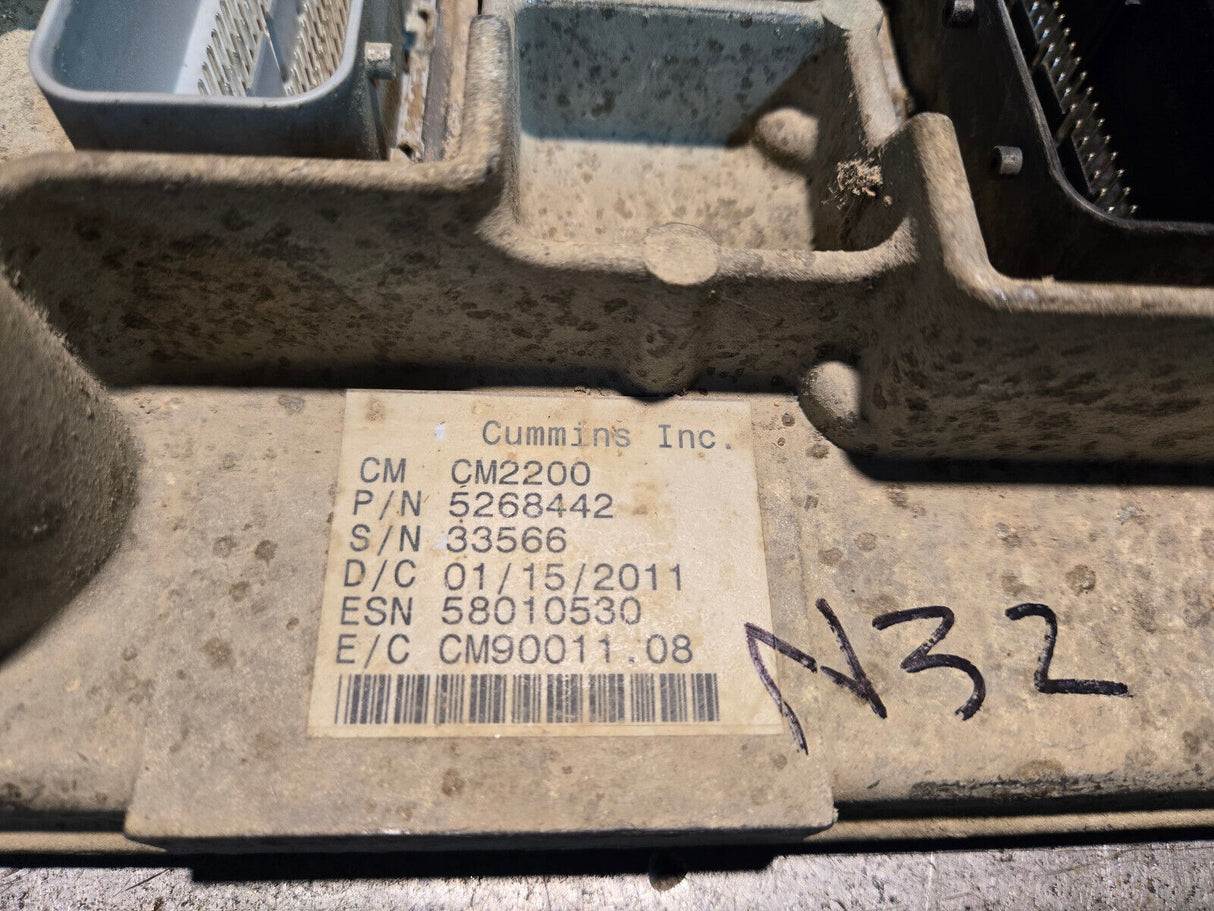 Cummins Inc.
CM CM2200
P/N 5268442
S/N 33566
D/C 01/15/2011
ESN 58010530
E/C CM90011.08
N32